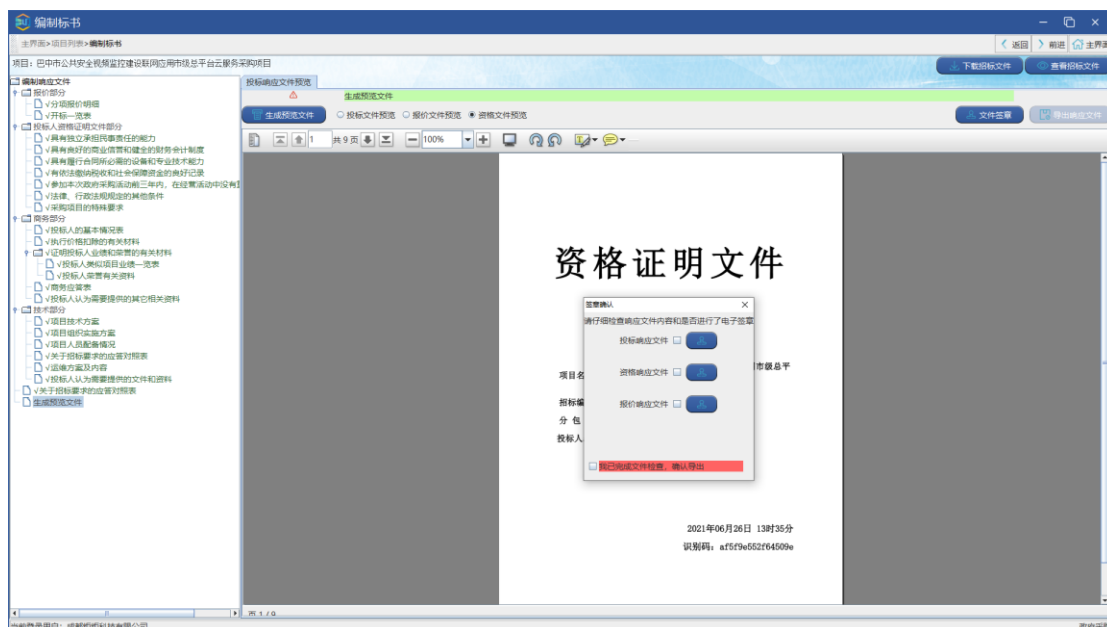 编制标书
主界面>项目列表>编制标书
返回 前进 主界面
项目：巴中市公共安全视频监控建设联网应用市级总平台云服务采购项目
下载招标文件 查看招标文件
编制响应文件
报价部分
√分项报价明细
√开标一览表
投标人资格证明文件部分
√具有独立承担民事责任的能力
√具有良好的商业信誉和健全的财务会计制度
√具有履行合同所必需的设备和专业技术能力
√有依法缴纳税收和社会保障资金的良好记录
√参加本次政府采购活动前三年内，在经营活动中没有
√法律、行政法规规定的其他条件
√采购项目的特殊要求
商务部分
√投标人的基本情况表
√执行价格扣除的有关材料
√证明投标人业绩和荣誉的有关材料
√投标人类似项目业绩一览表
√投标人荣誉有关资料
√商务应答表
√投标人认为需要提供的其它相关资料
技术部分
√项目技术方案
√项目组织实施方案
√项目人员配备情况
√关于招标要求的应答对照表
√运维方案及内容
√投标人认为需要提供的文件和资料
√关于招标要求的应答对照表
生成预览文件
投标响应文件预览
生成预览文件
生成预览文件 投标文件预览 报价文件预览 资格文件预览 文件签章 导出响应文件
1 共9页 100%
资格证明文件
签章确认
请仔细检查响应文件内容和是否进行了电子签章
投标响应文件
资格响应文件
报价响应文件
我已完成文件检查，确认导出
项目名
市级总平
招标编
分 包
投标人
2021年06月26日 13时35分
识别码：af5f9e552f64509e
页 1 / 9